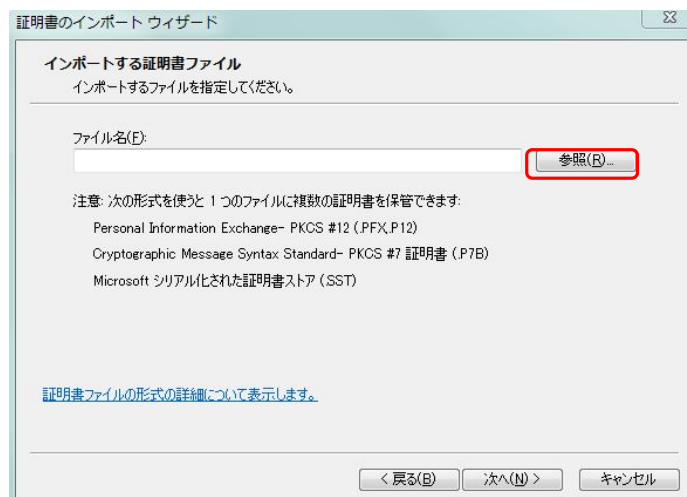 証明書のインポート ウィザード
インポートする証明書ファイル
インポートするファイルを指定してください。
ファイル名(F):
参照(R)...
注意: 次の形式を使うと 1 つのファイルに複数の証明書を保管できます:
Personal Information Exchange- PKCS #12 (.PFX,.P12)
Cryptographic Message Syntax Standard- PKCS #7 証明書 (.P7B)
Microsoft シリアル化された証明書ストア (.SST)
証明書ファイルの形式の詳細について表示します。
< 戻る(B) 次へ(N) > キャンセル